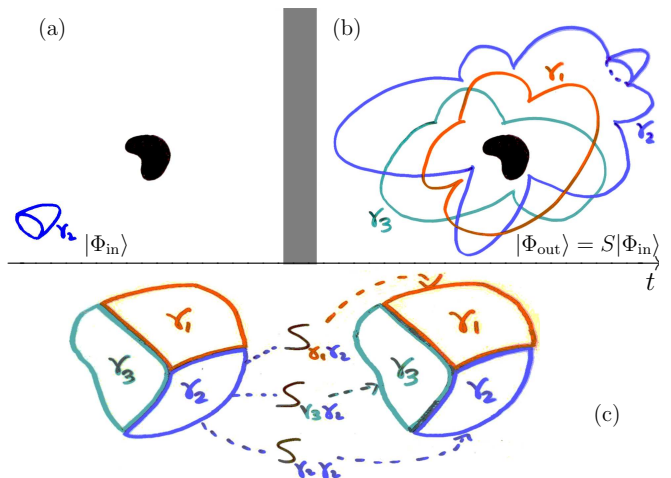 (a)
(b)
γ₁
γ₂
γ₃
γ₂
|Φ_in⟩
|Φ_out⟩ = S|Φ_in⟩
t
γ₁
γ₃
γ₂
S_γ₁γ₂
S_γ₃γ₂
S_γ₂γ₂
γ₁
γ₃
γ₂
(c)